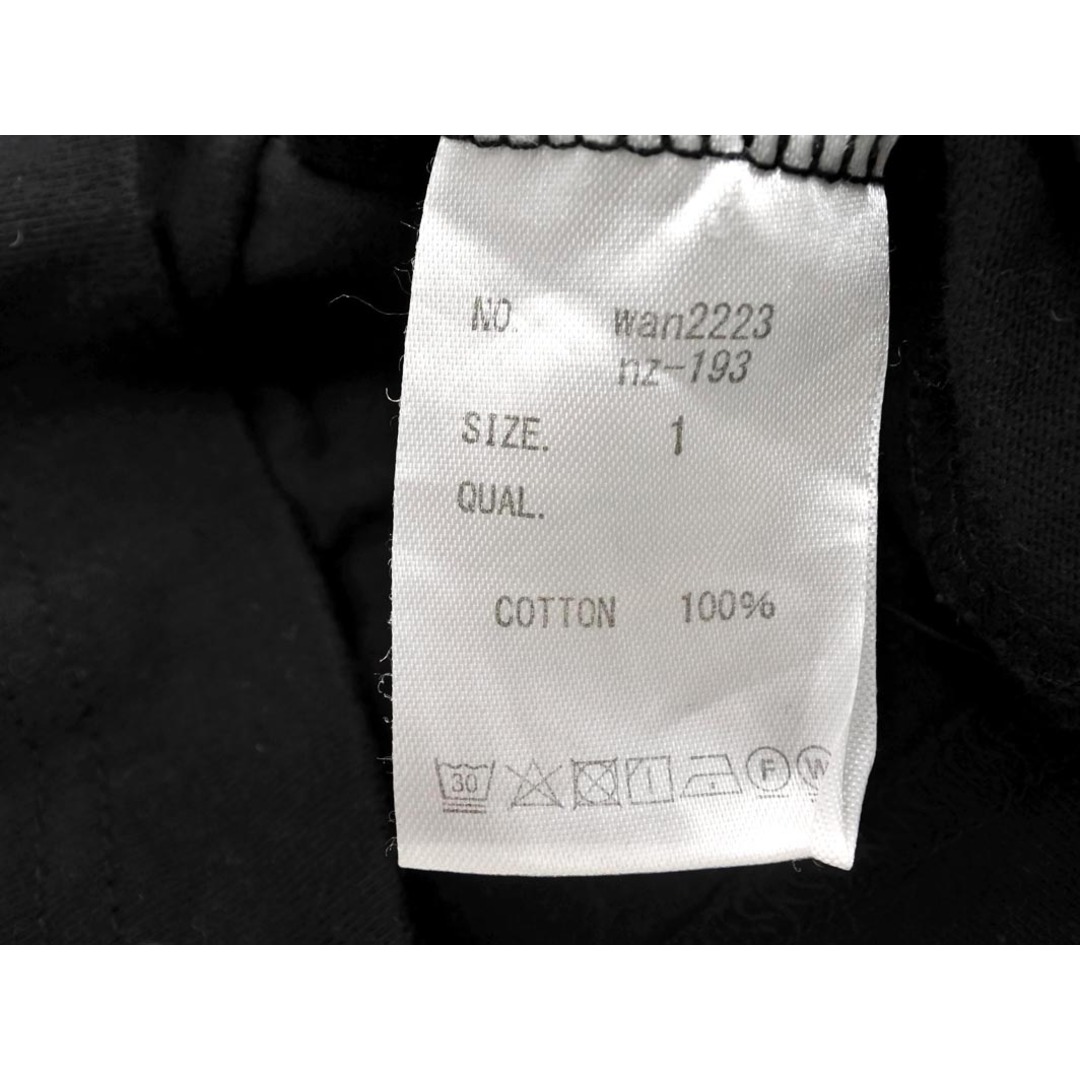 NO. wan2223
nz-193
SIZE. 1
QUAL.
COTTON 100%
30 F W